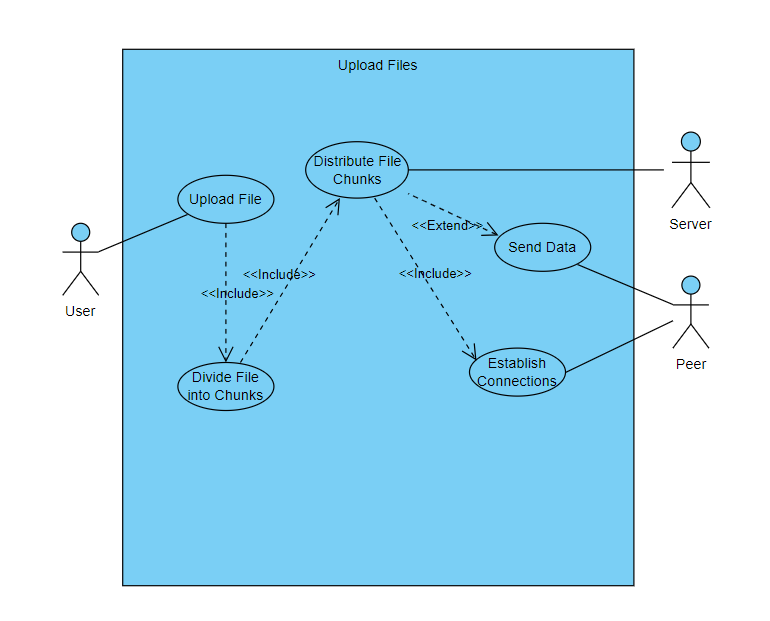 Upload Files
Distribute File
Chunks
Upload File
Server
<<Extend>>
Send Data
<<Include>>
<<Include>>
<<Include>>
User
Establish
Connections
Peer
Divide File
into Chunks